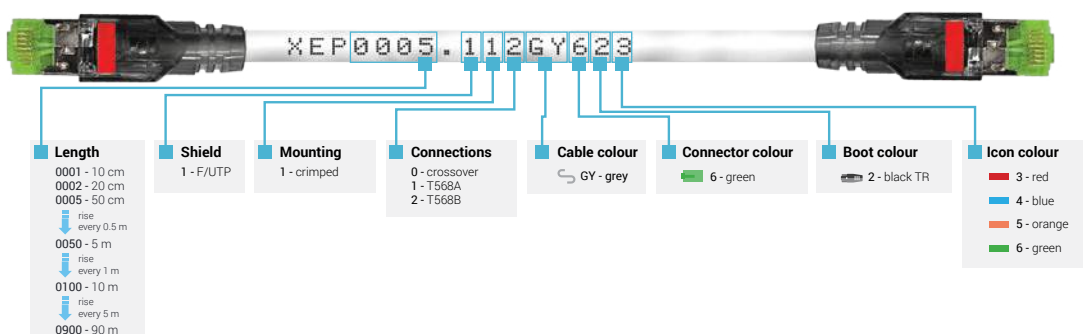 XEP0005.112GY623
Length
0001 - 10 cm
0002 - 20 cm
0005 - 50 cm
rise
every 0.5 m
0050 - 5 m
rise
every 1 m
0100 - 10 m
rise
every 5 m
0900 - 90 m
Shield
1 - F/UTP
Mounting
1 - crimped
Connections
0 - crossover
1 - T568A
2 - T568B
Cable colour
GY - grey
Connector colour
6 - green
Boot colour
2 - black TR
Icon colour
3 - red
4 - blue
5 - orange
6 - green